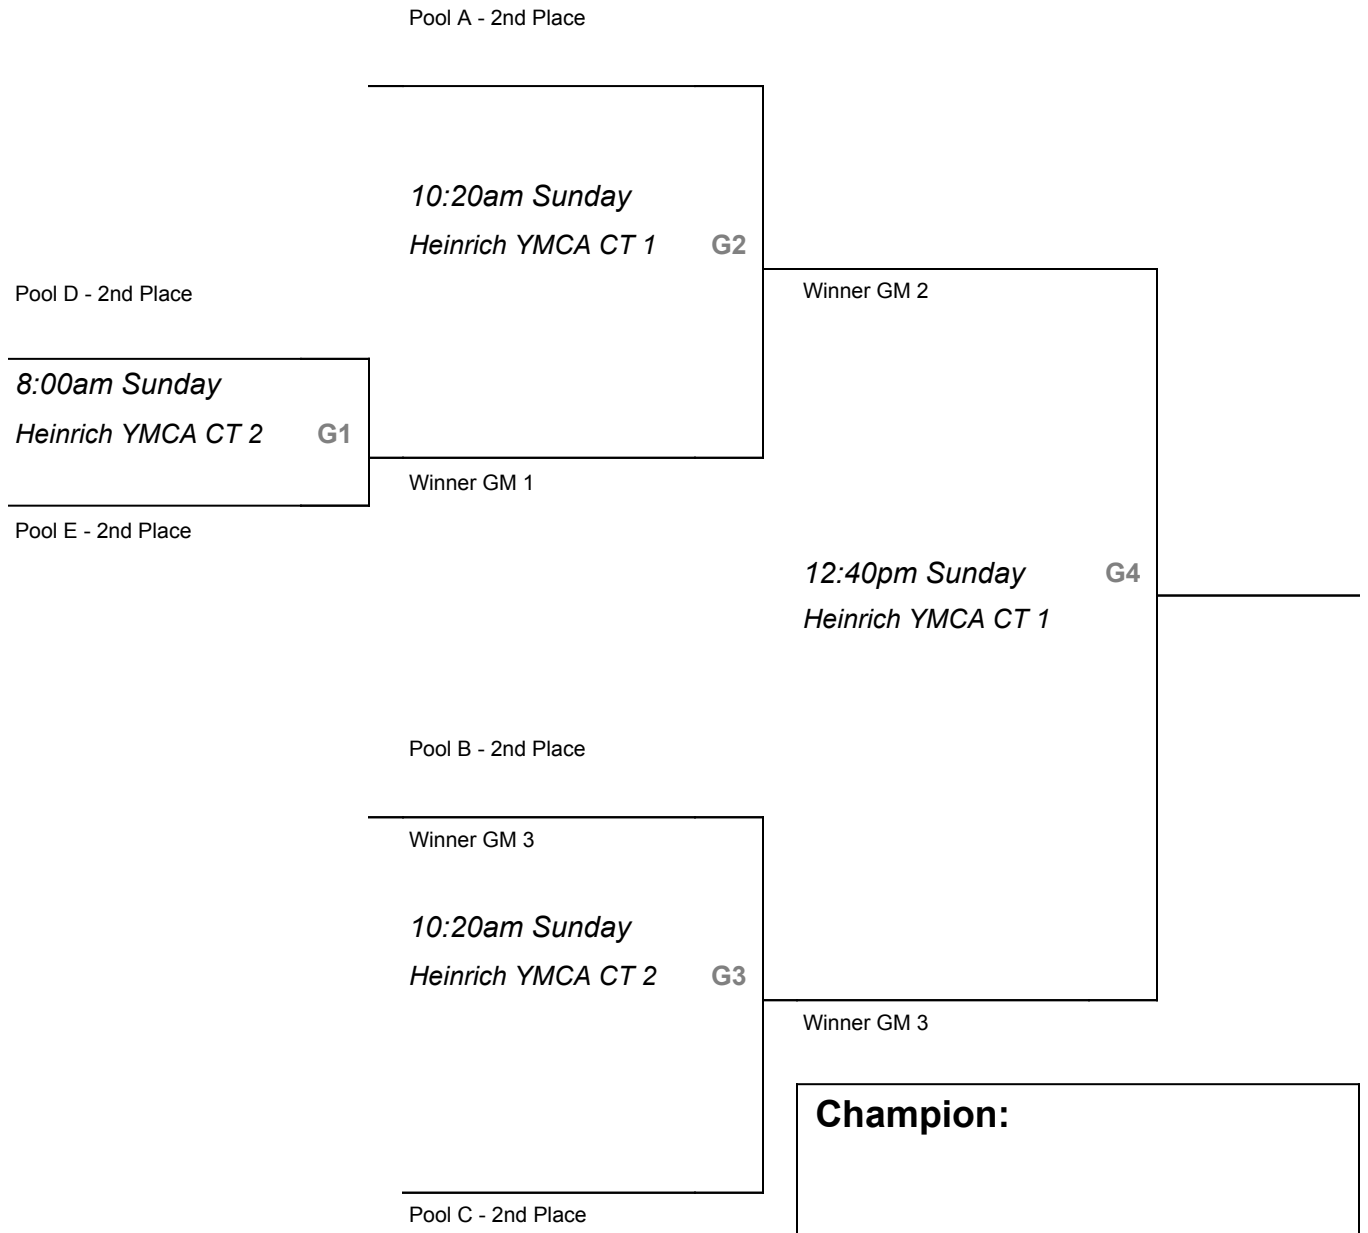 Pool A - 2nd Place
10:20am Sunday
Heinrich YMCA CT 1 G2
Pool D - 2nd Place
Winner GM 2
8:00am Sunday
Heinrich YMCA CT 2 G1
Winner GM 1
Pool E - 2nd Place
12:40pm Sunday G4
Heinrich YMCA CT 1
Pool B - 2nd Place
Winner GM 3
10:20am Sunday
Heinrich YMCA CT 2 G3
Winner GM 3
Champion:
Pool C - 2nd Place